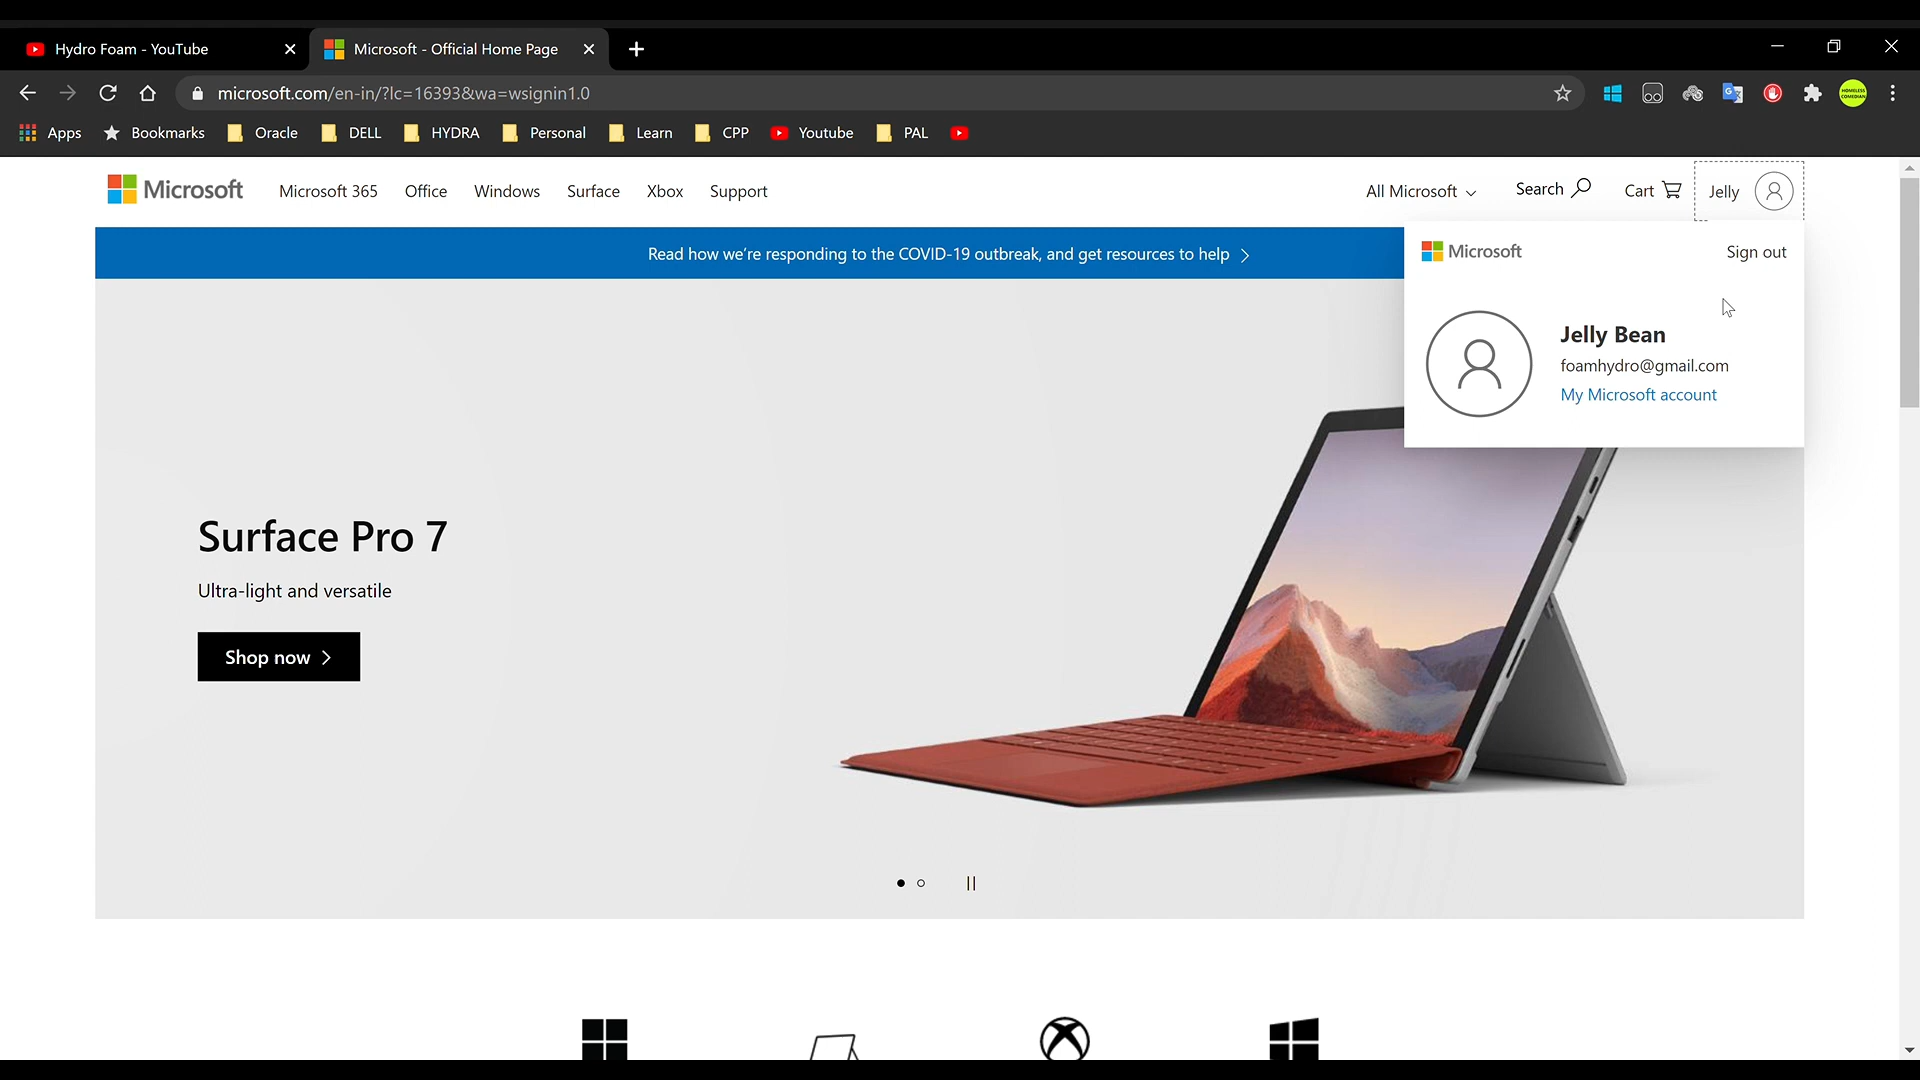 Hydro Foam - YouTube
Microsoft - Official Home Page
microsoft.com/en-in/?lc=16393&wa=wsignin1.0
Apps Bookmarks Oracle DELL HYDRA Personal Learn CPP Youtube PAL
Microsoft Microsoft 365 Office Windows Surface Xbox Support All Microsoft Search Cart Jelly
Read how we're responding to the COVID-19 outbreak, and get resources to help
Microsoft Sign out
Jelly Bean
foamhydro@gmail.com
My Microsoft account
Surface Pro 7
Ultra-light and versatile
Shop now